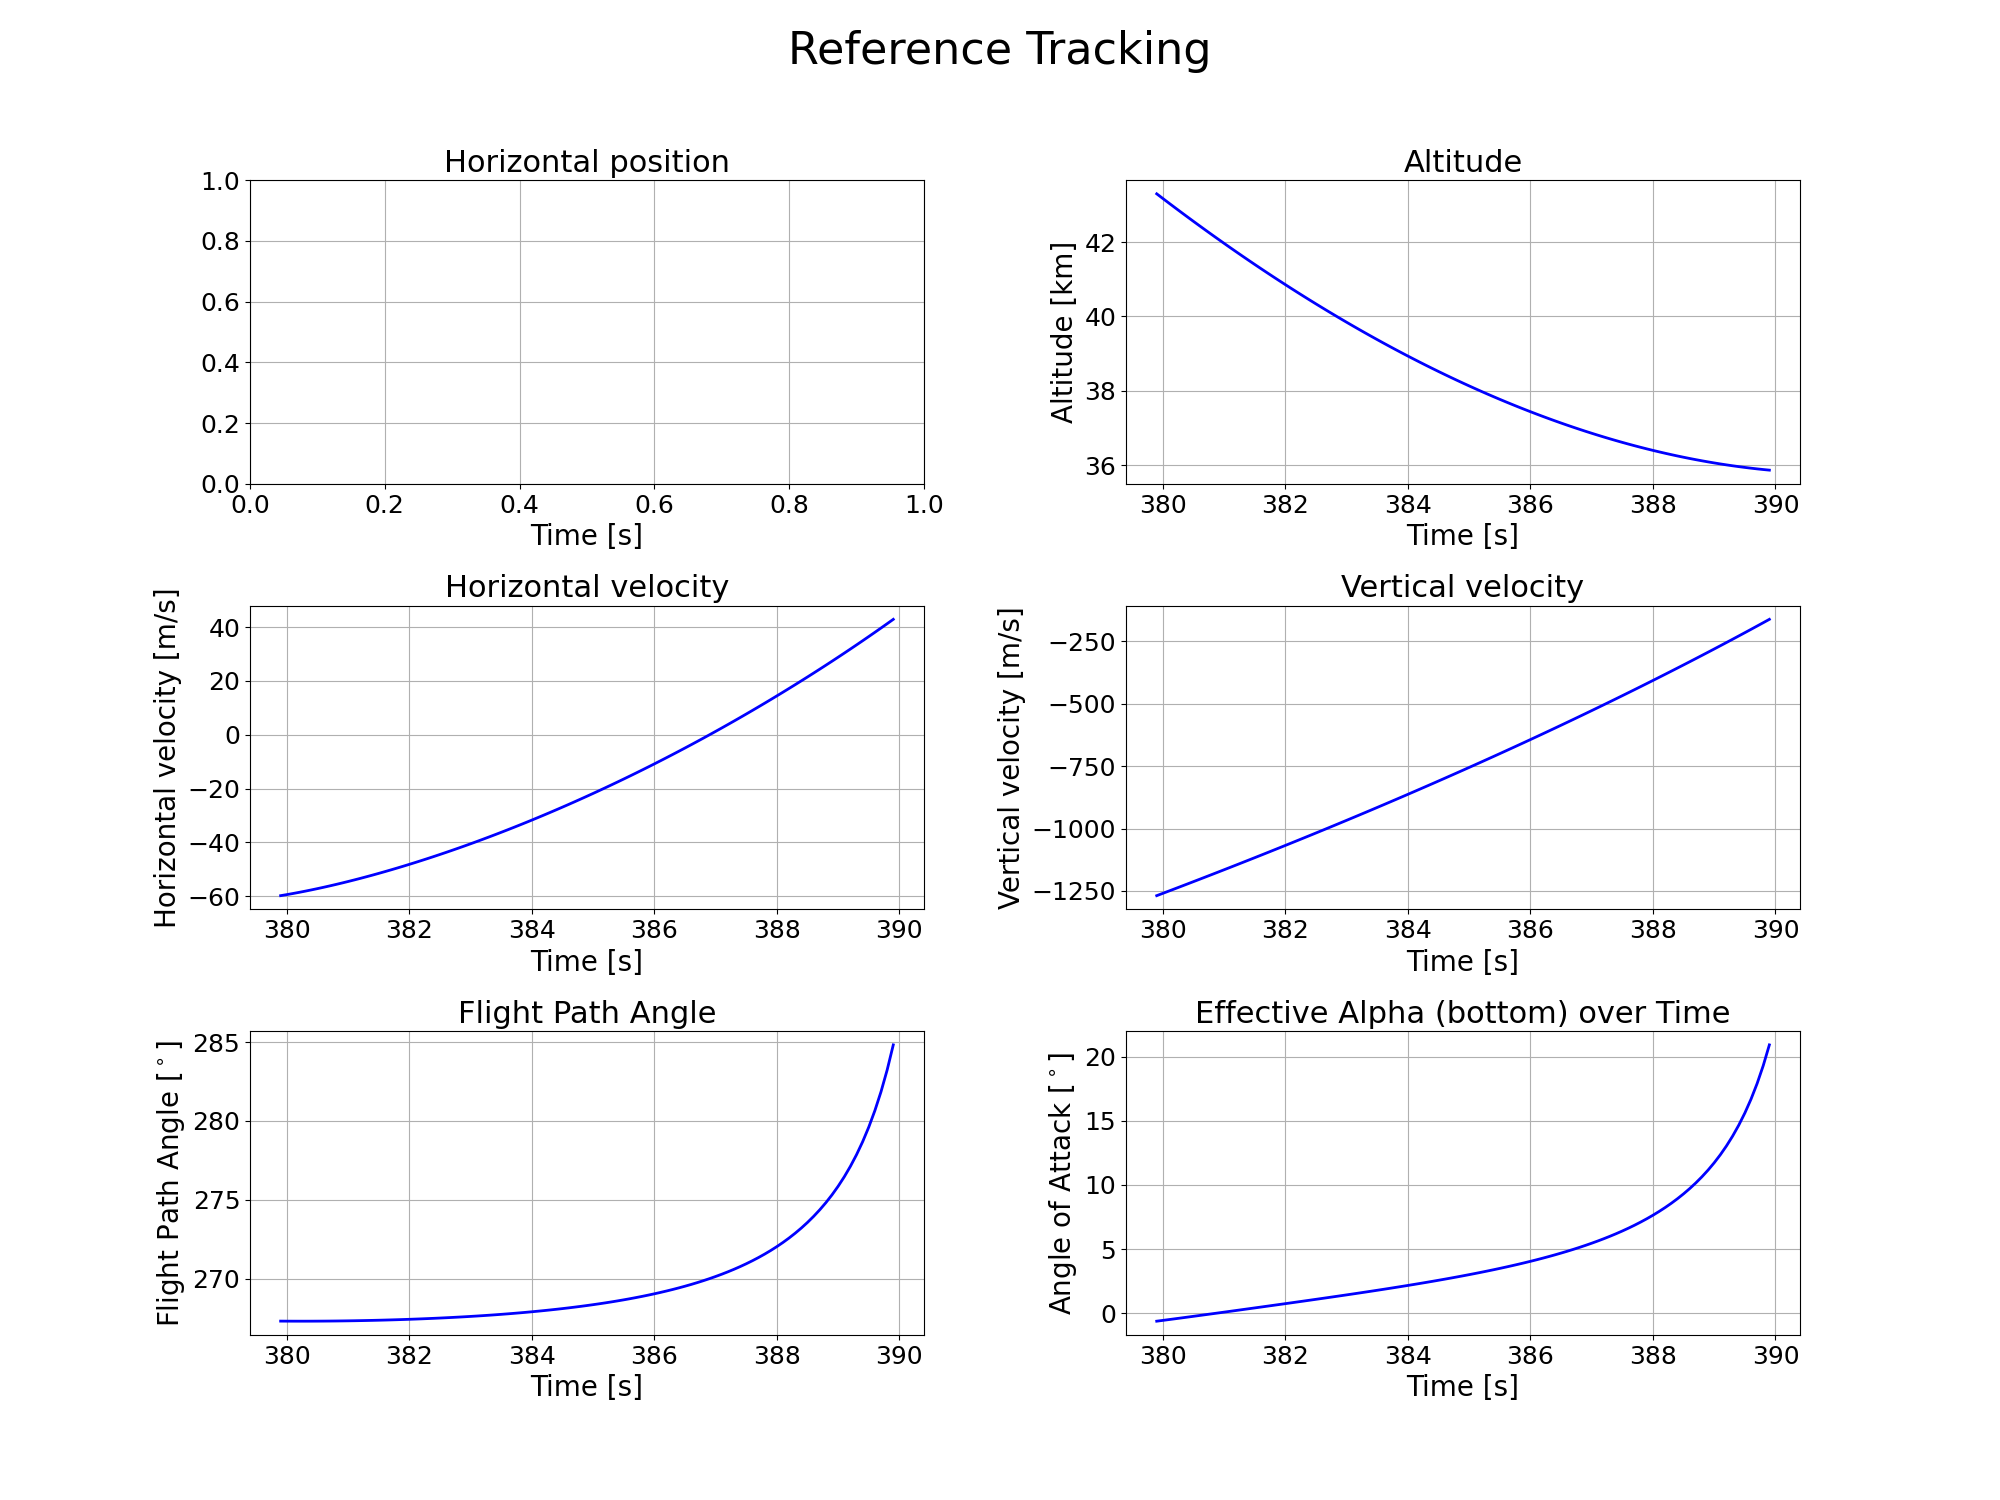 Reference Tracking
Horizontal position
1.0
0.8
0.6
0.4
0.2
0.0
0.0 0.2 0.4 0.6 0.8 1.0
Time [s]
Altitude
Altitude [km]
42
40
38
36
380 382 384 386 388 390
Time [s]
Horizontal velocity
Horizontal velocity [m/s]
40
20
0
−20
−40
−60
380 382 384 386 388 390
Time [s]
Vertical velocity
Vertical velocity [m/s]
−250
−500
−750
−1000
−1250
380 382 384 386 388 390
Time [s]
Flight Path Angle
Flight Path Angle [°]
285
280
275
270
380 382 384 386 388 390
Time [s]
Effective Alpha (bottom) over Time
Angle of Attack [°]
20
15
10
5
0
380 382 384 386 388 390
Time [s]